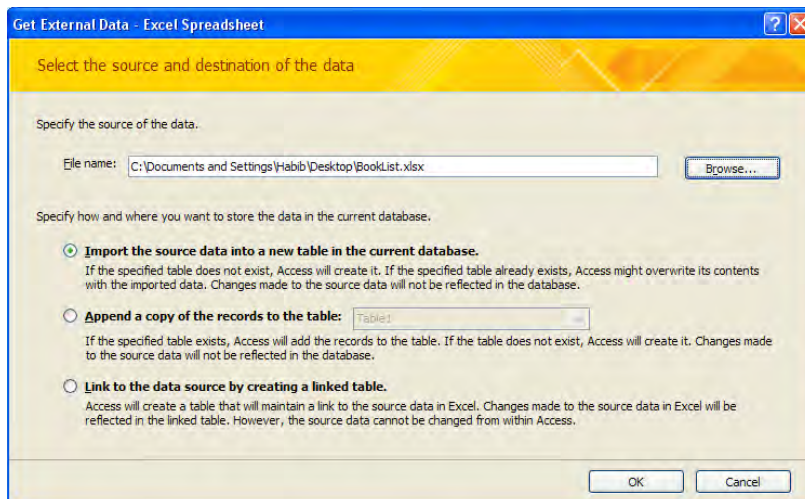 Get External Data - Excel Spreadsheet
Select the source and destination of the data
Specify the source of the data.
File name: C:\Documents and Settings\Habib\Desktop\BookList.xlsx Browse...
Specify how and where you want to store the data in the current database.
Import the source data into a new table in the current database.
If the specified table does not exist, Access will create it. If the specified table already exists, Access might overwrite its contents
with the imported data. Changes made to the source data will not be reflected in the database.
Append a copy of the records to the table: Table1
If the specified table exists, Access will add the records to the table. If the table does not exist, Access will create it. Changes made
to the source data will not be reflected in the database.
Link to the data source by creating a linked table.
Access will create a table that will maintain a link to the source data in Excel. Changes made to the source data in Excel will be
reflected in the linked table. However, the source data cannot be changed from within Access.
OK Cancel